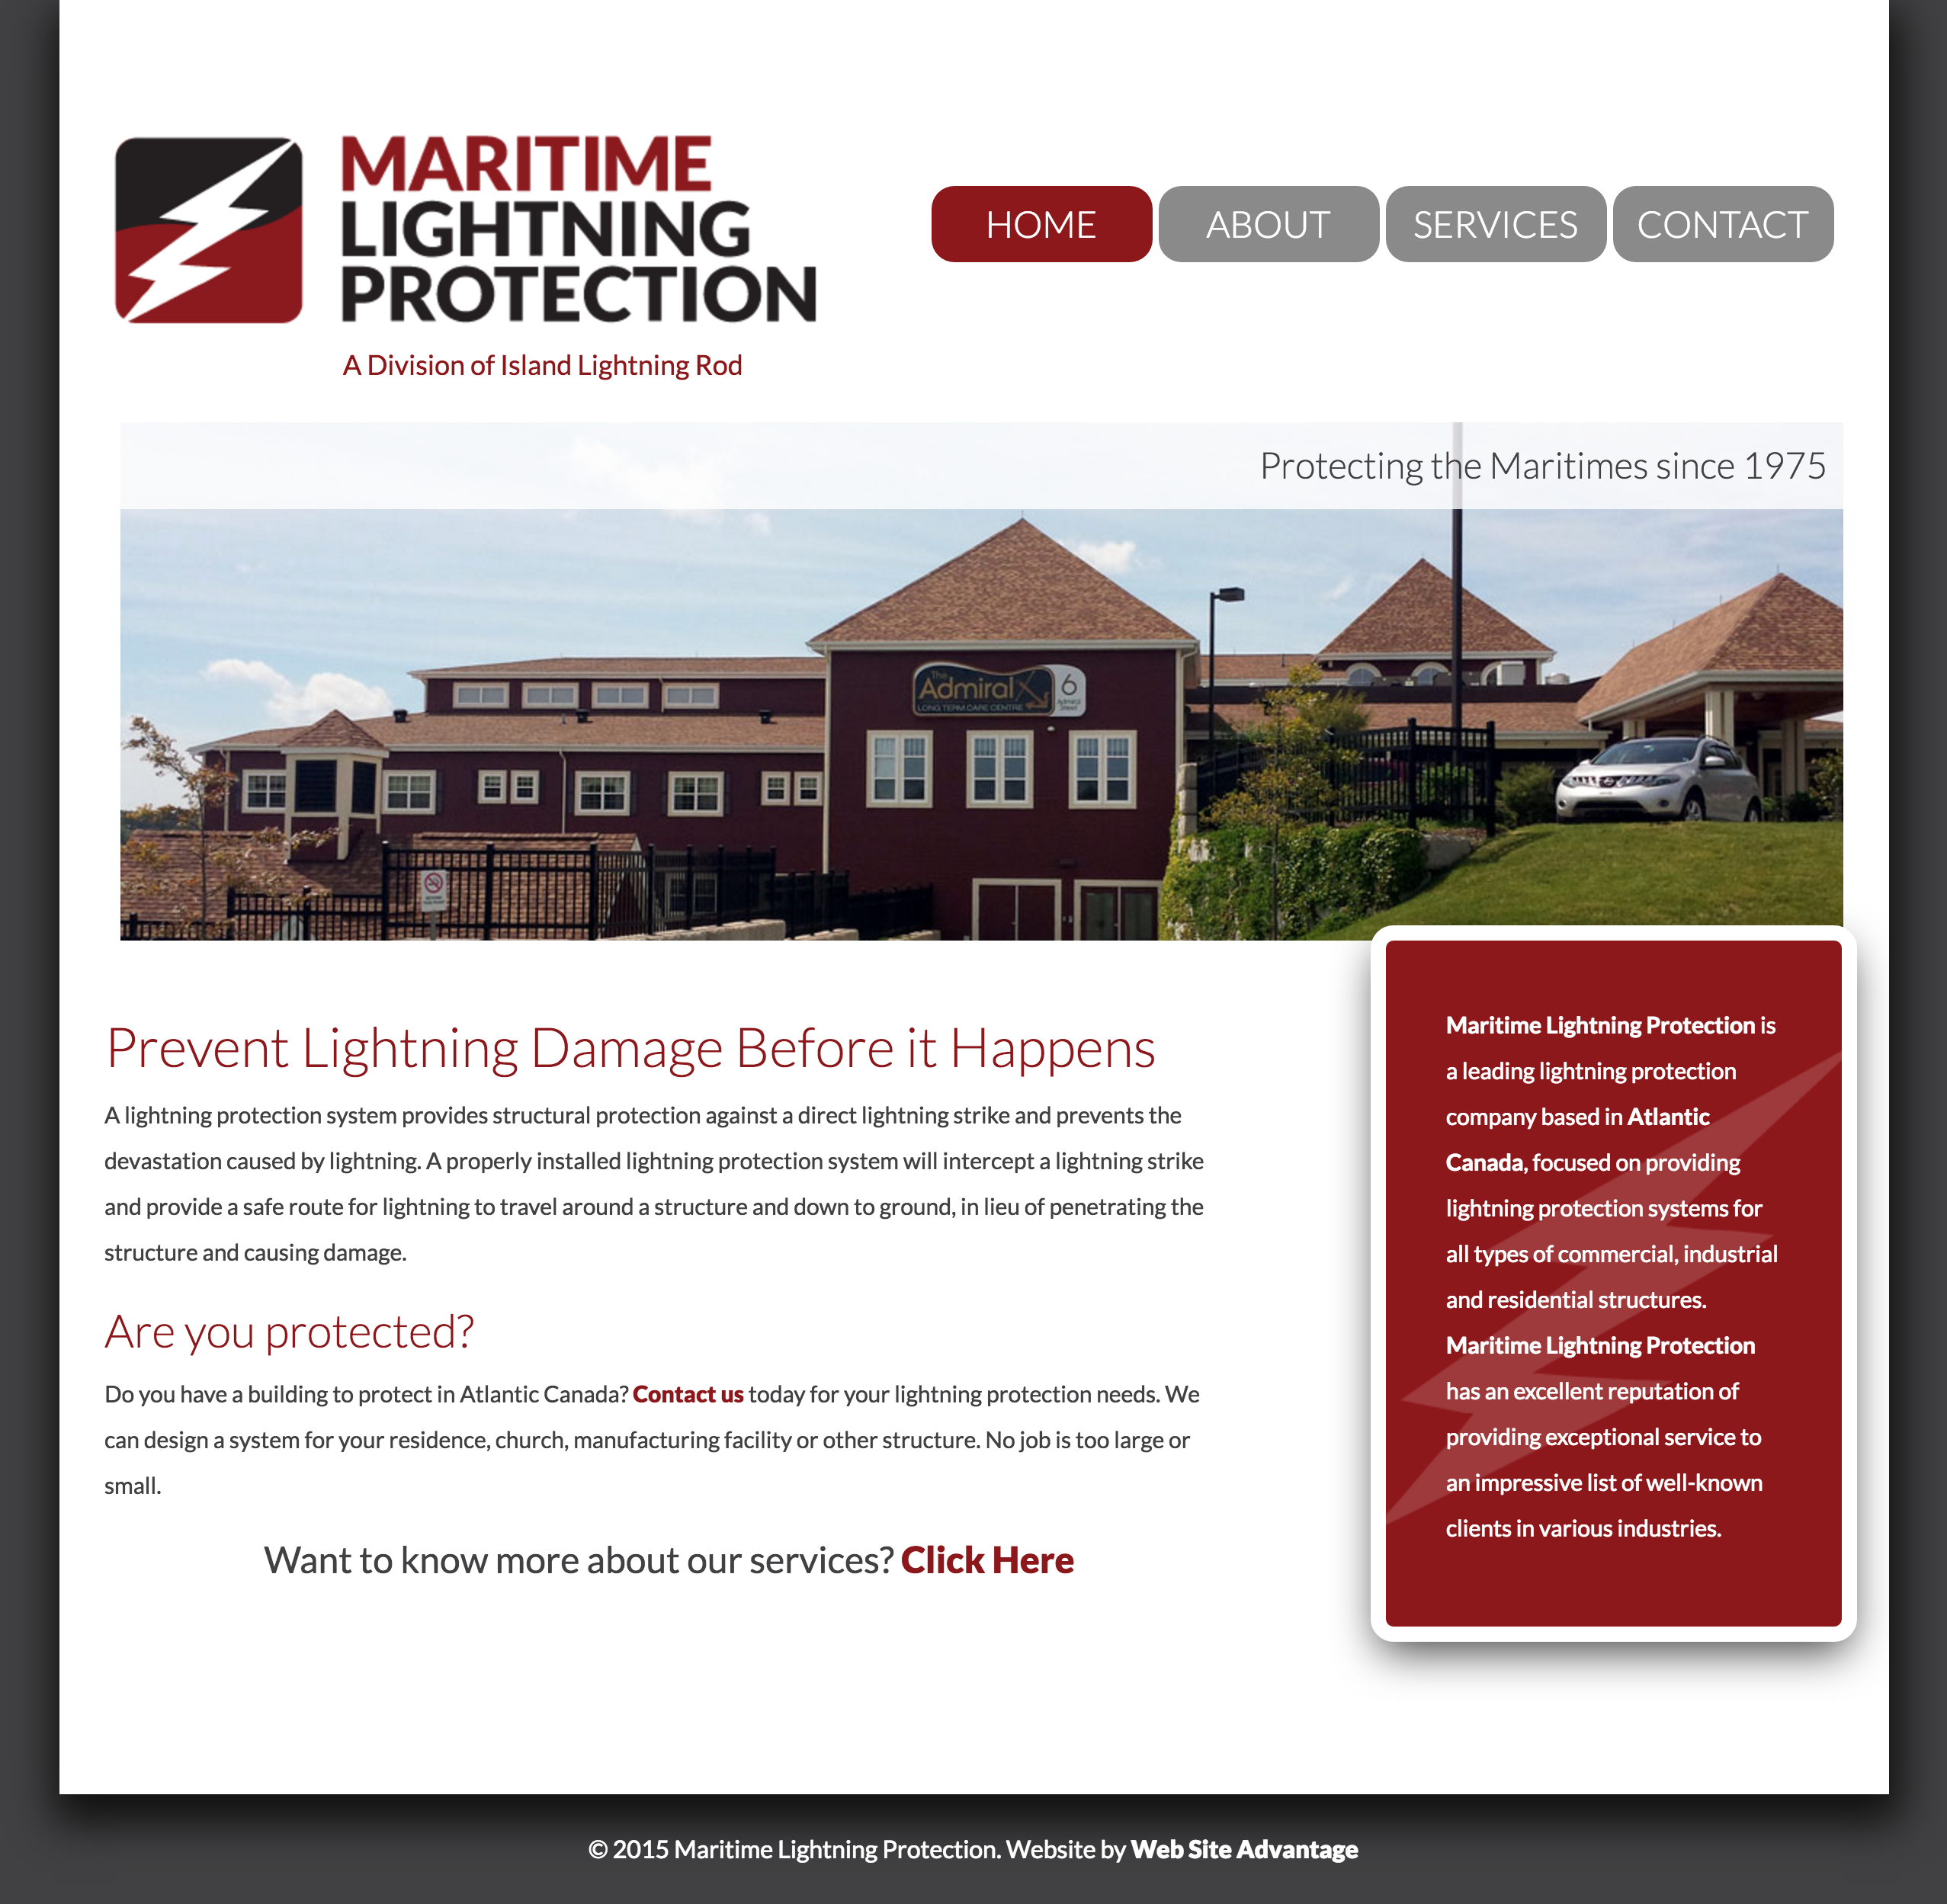 MARITIME
LIGHTNING
PROTECTION
A Division of Island Lightning Rod
HOME ABOUT SERVICES CONTACT
Protecting the Maritimes since 1975
The
Admiral
LONG TERM CARE CENTRE
6
Admiral
Street
Prevent Lightning Damage Before it Happens
A lightning protection system provides structural protection against a direct lightning strike and prevents the
devastation caused by lightning. A properly installed lightning protection system will intercept a lightning strike
and provide a safe route for lightning to travel around a structure and down to ground, in lieu of penetrating the
structure and causing damage.
Are you protected?
Do you have a building to protect in Atlantic Canada? Contact us today for your lightning protection needs. We
can design a system for your residence, church, manufacturing facility or other structure. No job is too large or
small.
Want to know more about our services? Click Here
Maritime Lightning Protection is
a leading lightning protection
company based in Atlantic
Canada, focused on providing
lightning protection systems for
all types of commercial, industrial
and residential structures.
Maritime Lightning Protection
has an excellent reputation of
providing exceptional service to
an impressive list of well-known
clients in various industries.
© 2015 Maritime Lightning Protection. Website by Web Site Advantage